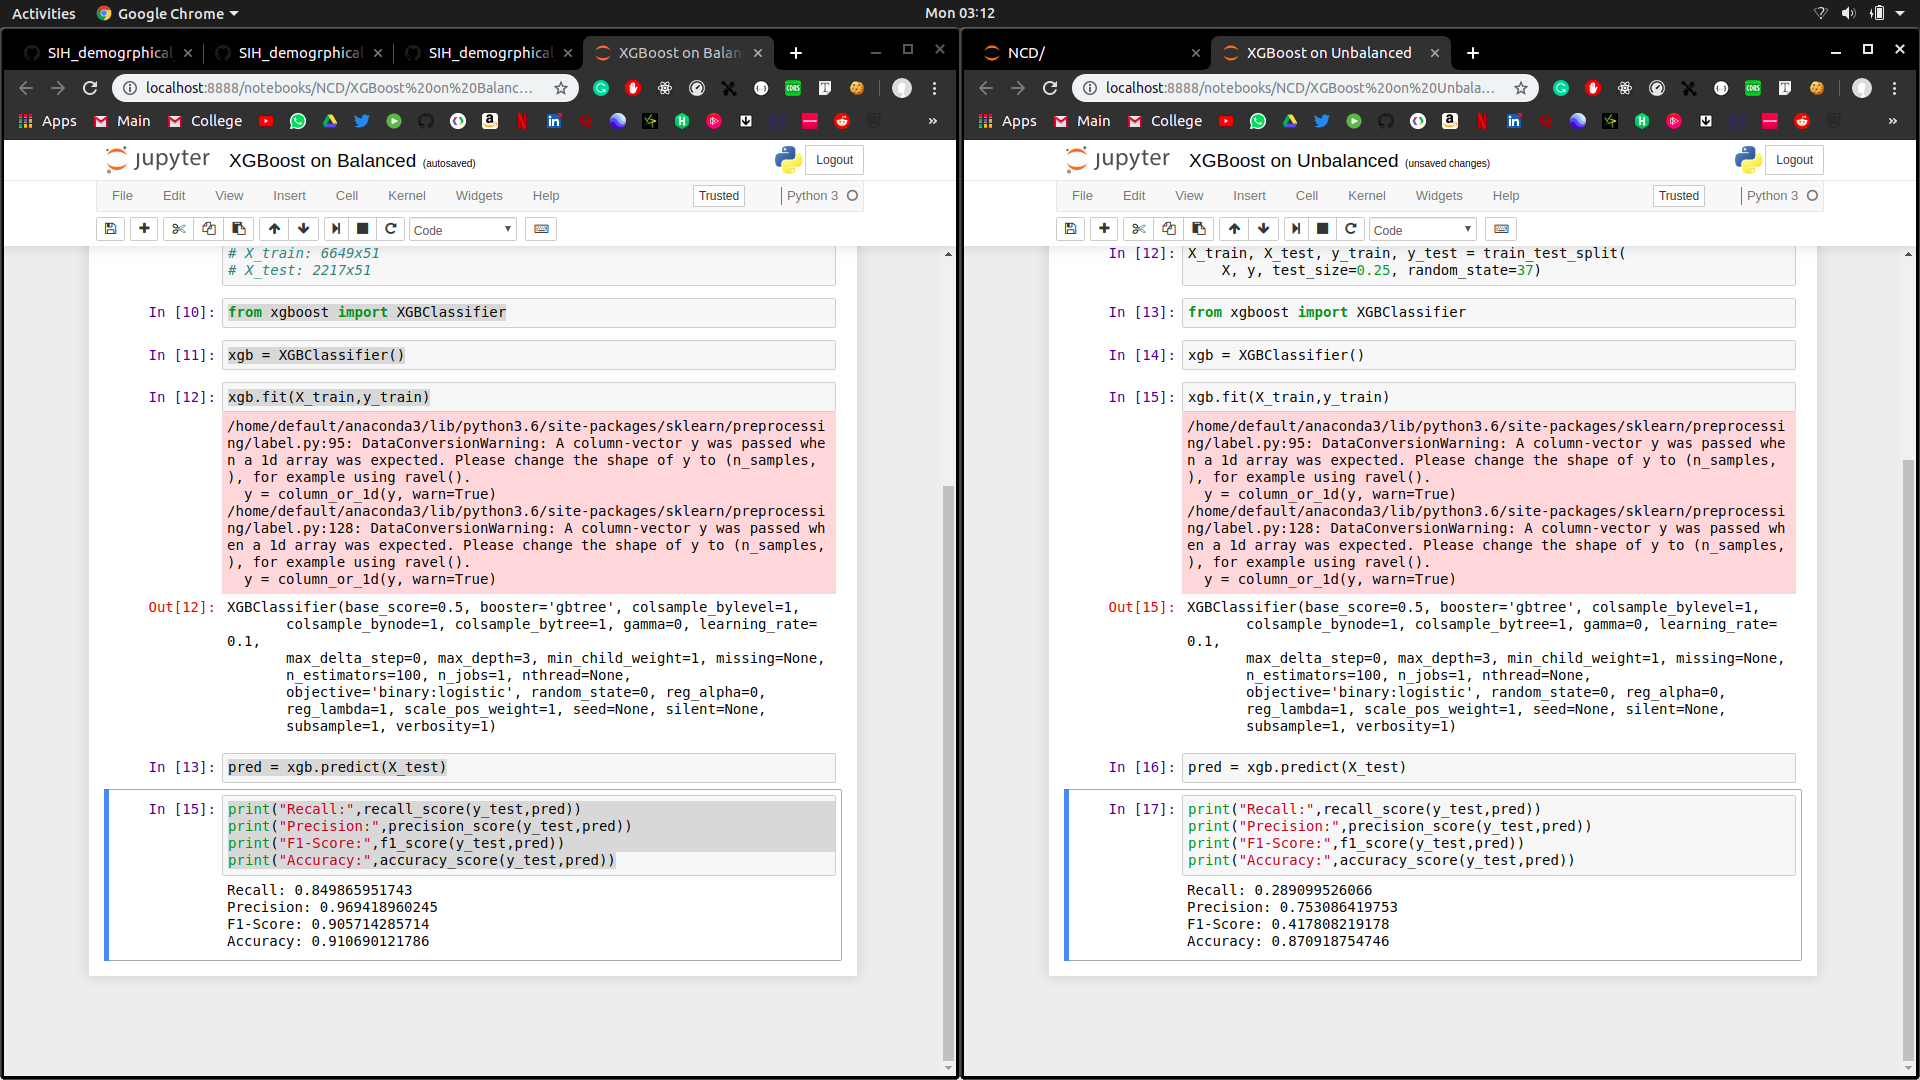 Activities
Google Chrome
Mon 03:12
SIH_demogrphical
SIH_demogrphical
SIH_demogrphical
XGBoost on Balan
localhost:8888/notebooks/NCD/XGBoost%20on%20Balanc...
Apps
Main
College
»
jupyter
XGBoost on Balanced
(autosaved)
Logout
File
Edit
View
Insert
Cell
Kernel
Widgets
Help
Trusted
Python 3
Code
# X_train: 6649x51
# X_test: 2217x51
In [10]:
from xgboost import XGBClassifier
In [11]:
xgb = XGBClassifier()
In [12]:
xgb.fit(X_train,y_train)
/home/default/anaconda3/lib/python3.6/site-packages/sklearn/preprocessi
ng/label.py:95: DataConversionWarning: A column-vector y was passed whe
n a 1d array was expected. Please change the shape of y to (n_samples,
), for example using ravel().
y = column_or_1d(y, warn=True)
/home/default/anaconda3/lib/python3.6/site-packages/sklearn/preprocessi
ng/label.py:128: DataConversionWarning: A column-vector y was passed wh
en a 1d array was expected. Please change the shape of y to (n_samples,
), for example using ravel().
y = column_or_1d(y, warn=True)
Out[12]:
XGBClassifier(base_score=0.5, booster='gbtree', colsample_bylevel=1,
colsample_bynode=1, colsample_bytree=1, gamma=0, learning_rate=
0.1,
max_delta_step=0, max_depth=3, min_child_weight=1, missing=None,
n_estimators=100, n_jobs=1, nthread=None,
objective='binary:logistic', random_state=0, reg_alpha=0,
reg_lambda=1, scale_pos_weight=1, seed=None, silent=None,
subsample=1, verbosity=1)
In [13]:
pred = xgb.predict(X_test)
In [15]:
print("Recall:",recall_score(y_test,pred))
print("Precision:",precision_score(y_test,pred))
print("F1-Score:",f1_score(y_test,pred))
print("Accuracy:",accuracy_score(y_test,pred))
Recall: 0.849865951743
Precision: 0.969418960245
F1-Score: 0.905714285714
Accuracy: 0.910690121786
NCD/
XGBoost on Unbalanced
localhost:8888/notebooks/NCD/XGBoost%20on%20Unbala...
Apps
Main
College
»
jupyter
XGBoost on Unbalanced
(unsaved changes)
Logout
File
Edit
View
Insert
Cell
Kernel
Widgets
Help
Trusted
Python 3
Code
In [12]:
X_train, X_test, y_train, y_test = train_test_split(
X, y, test_size=0.25, random_state=37)
In [13]:
from xgboost import XGBClassifier
In [14]:
xgb = XGBClassifier()
In [15]:
xgb.fit(X_train,y_train)
/home/default/anaconda3/lib/python3.6/site-packages/sklearn/preprocessi
ng/label.py:95: DataConversionWarning: A column-vector y was passed whe
n a 1d array was expected. Please change the shape of y to (n_samples,
), for example using ravel().
y = column_or_1d(y, warn=True)
/home/default/anaconda3/lib/python3.6/site-packages/sklearn/preprocessi
ng/label.py:128: DataConversionWarning: A column-vector y was passed wh
en a 1d array was expected. Please change the shape of y to (n_samples,
), for example using ravel().
y = column_or_1d(y, warn=True)
Out[15]:
XGBClassifier(base_score=0.5, booster='gbtree', colsample_bylevel=1,
colsample_bynode=1, colsample_bytree=1, gamma=0, learning_rate=
0.1,
max_delta_step=0, max_depth=3, min_child_weight=1, missing=None,
n_estimators=100, n_jobs=1, nthread=None,
objective='binary:logistic', random_state=0, reg_alpha=0,
reg_lambda=1, scale_pos_weight=1, seed=None, silent=None,
subsample=1, verbosity=1)
In [16]:
pred = xgb.predict(X_test)
In [17]:
print("Recall:",recall_score(y_test,pred))
print("Precision:",precision_score(y_test,pred))
print("F1-Score:",f1_score(y_test,pred))
print("Accuracy:",accuracy_score(y_test,pred))
Recall: 0.289099526066
Precision: 0.753086419753
F1-Score: 0.417808219178
Accuracy: 0.870918754746